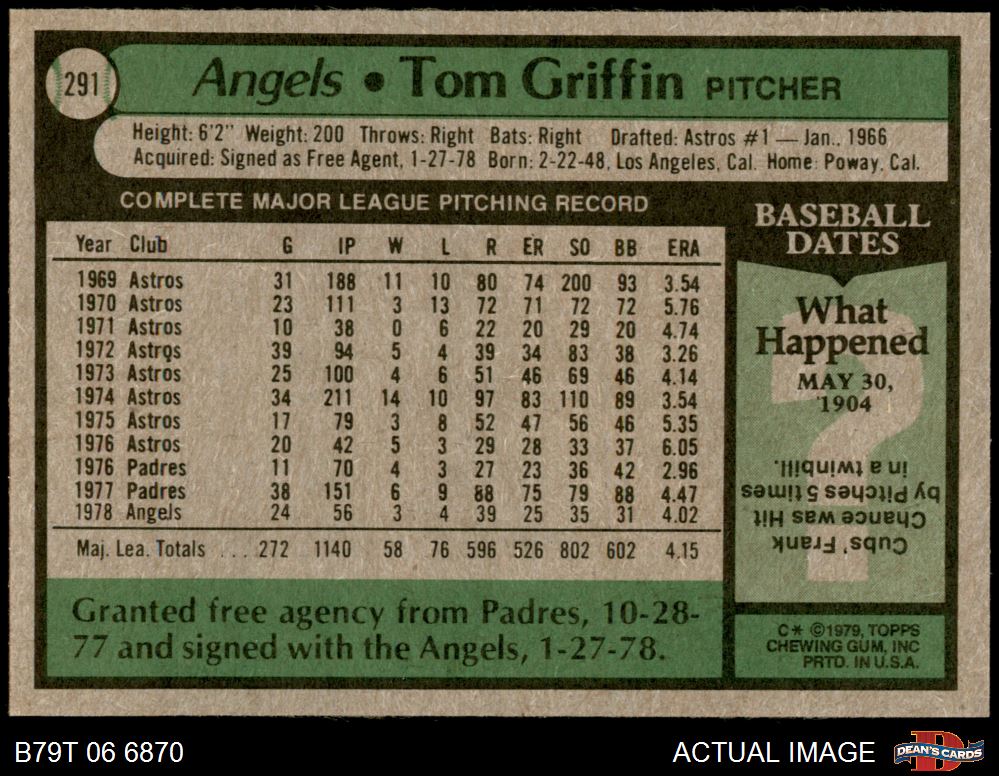 291 Angels • Tom Griffin PITCHER
Height: 6'2" Weight: 200 Throws: Right Bats: Right Drafted: Astros #1 — Jan., 1966
Acquired: Signed as Free Agent, 1-27-78 Born: 2-22-48, Los Angeles, Cal. Home: Poway, Cal.
COMPLETE MAJOR LEAGUE PITCHING RECORD
Year Club G IP W L R ER SO BB ERA
1969 Astros 31 188 11 10 80 74 200 93 3.54
1970 Astros 23 111 3 13 72 71 72 72 5.76
1971 Astros 10 38 0 6 22 20 29 20 4.74
1972 Astros 39 94 5 4 39 34 83 38 3.26
1973 Astros 25 100 4 6 51 46 69 46 4.14
1974 Astros 34 211 14 10 97 83 110 89 3.54
1975 Astros 17 79 3 8 52 47 56 46 5.35
1976 Astros 20 42 5 3 29 28 33 37 6.05
1976 Padres 11 70 4 3 27 23 36 42 2.96
1977 Padres 38 151 6 9 88 75 79 88 4.47
1978 Angels 24 56 3 4 39 25 35 31 4.02
Maj. Lea. Totals . . . 272 1140 58 76 596 526 802 602 4.15
Granted free agency from Padres, 10-28-
77 and signed with the Angels, 1-27-78.
BASEBALL
DATES
What
Happened
MAY 30,
1904
?
Cubs' Frank
Chance was Hit
by Pitches 5 times
in a twinbill.
C* ©1979, TOPPS
CHEWING GUM, INC
PRTD. IN U.S.A.
B79T 06 6870 ACTUAL IMAGE DEAN'S CARDS